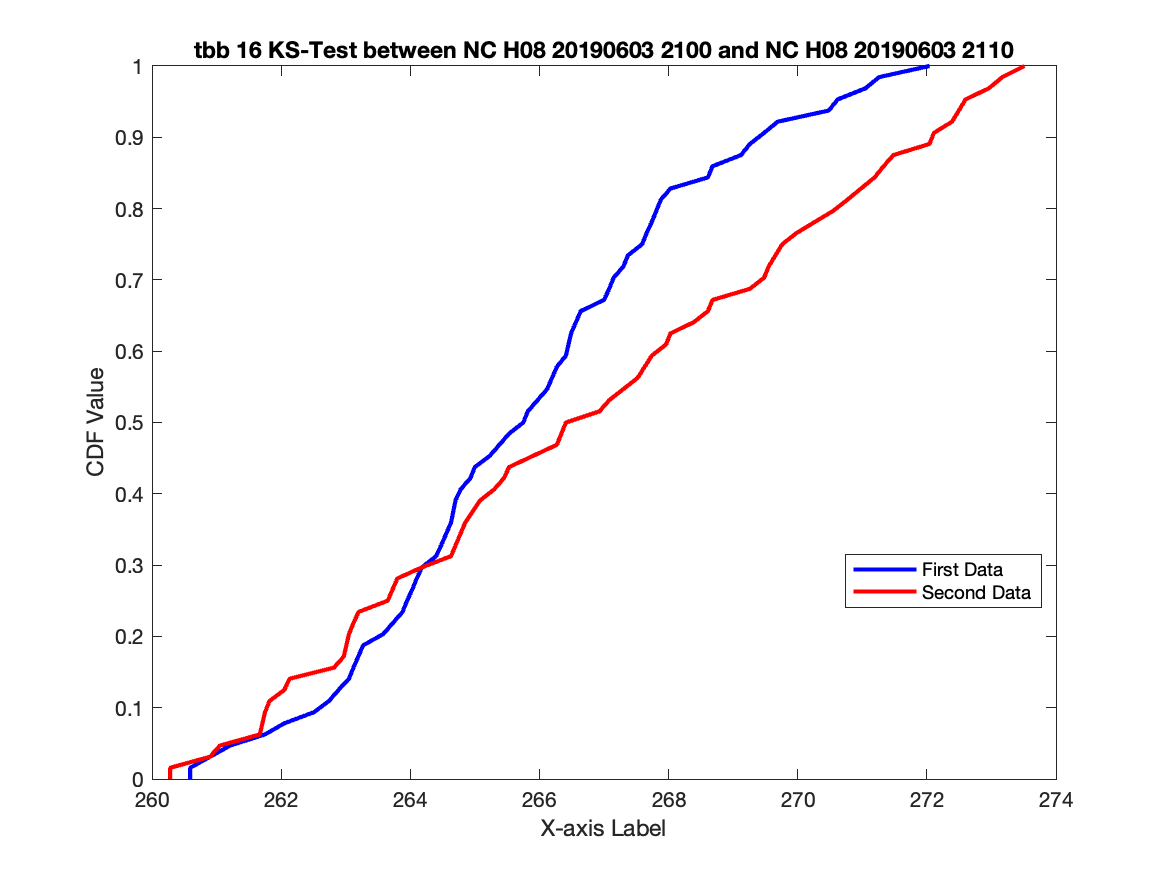 tbb 16 KS-Test between NC H08 20190603 2100 and NC H08 20190603 2110
1
0.9
0.8
0.7
0.6
0.5
0.4
0.3
0.2
0.1
0
CDF Value
First Data
Second Data
260 262 264 266 268 270 272 274
X-axis Label